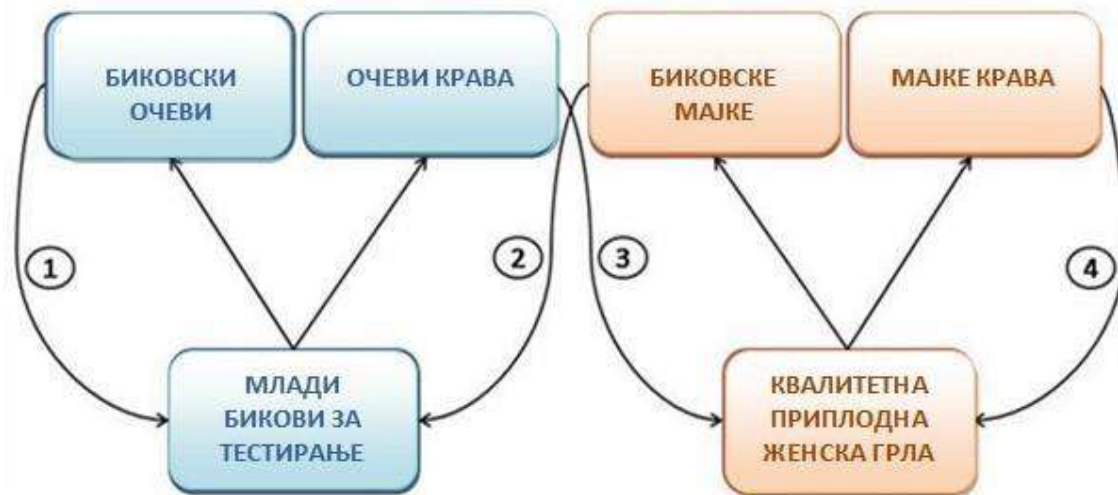 БИКОВСКИ
ОЧЕВИ
ОЧЕВИ КРАВА
БИКОВСКЕ
МАЈКЕ
МАЈКЕ КРАВА
1
2
3
4
МЛАДИ
БИКОВИ ЗА
ТЕСТИРАЊЕ
КВАЛИТЕТНА
ПРИПЛОДНА
ЖЕНСКА ГРЛА